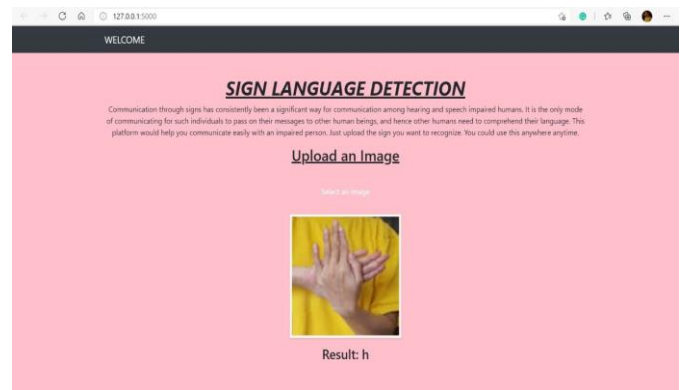 127.0.0.1:5000
WELCOME
SIGN LANGUAGE DETECTION
Communication through signs has consistently been a significant way for communication among hearing and speech impaired humans. It is the only mode
of communicating for such individuals to pass on their messages to other human beings, and hence other humans need to comprehend their language. This
platform would help you communicate easily with an impaired person. Just upload the sign you want to recognize. You could use this anywhere anytime.
Upload an Image
Select an Image
Result: h